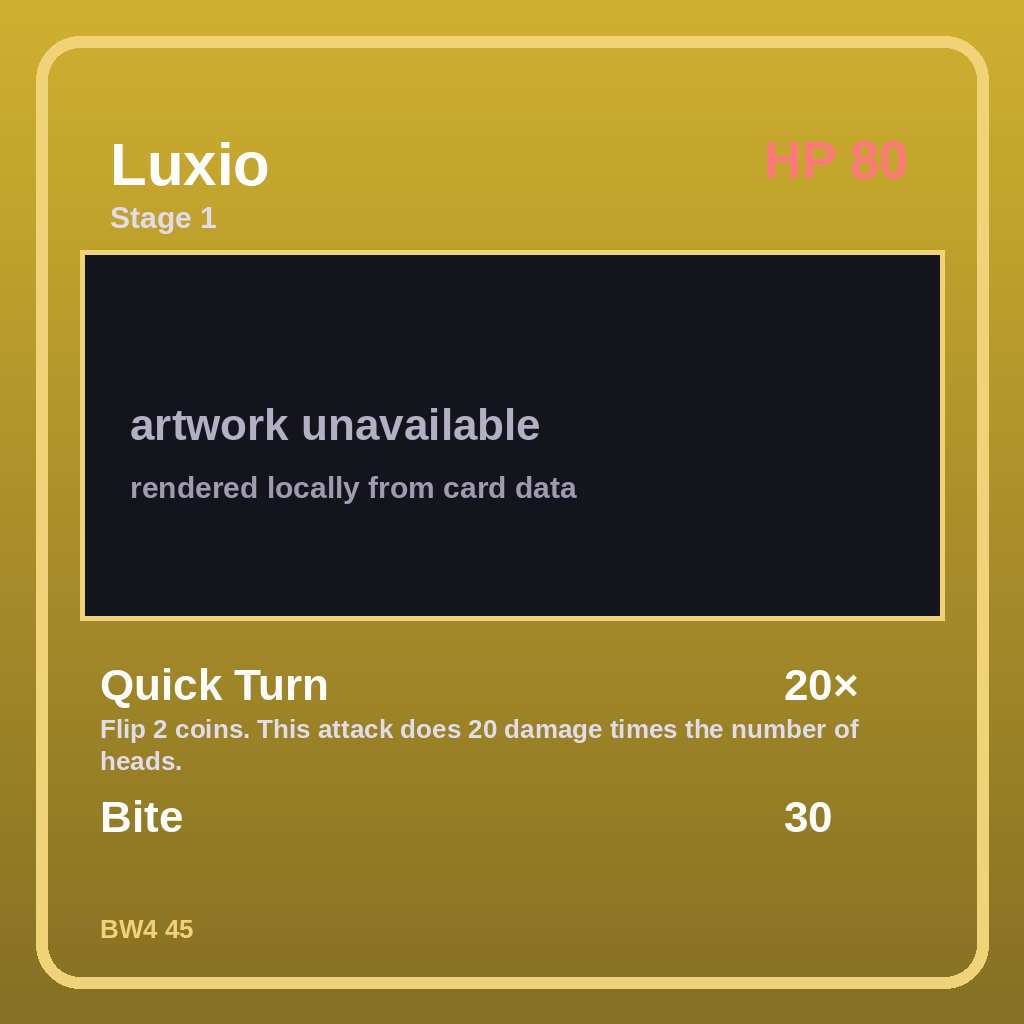 Luxio
HP 80
Stage 1
artwork unavailable
rendered locally from card data
Quick Turn 20×
Flip 2 coins. This attack does 20 damage times the number of
heads.
Bite 30
BW4 45